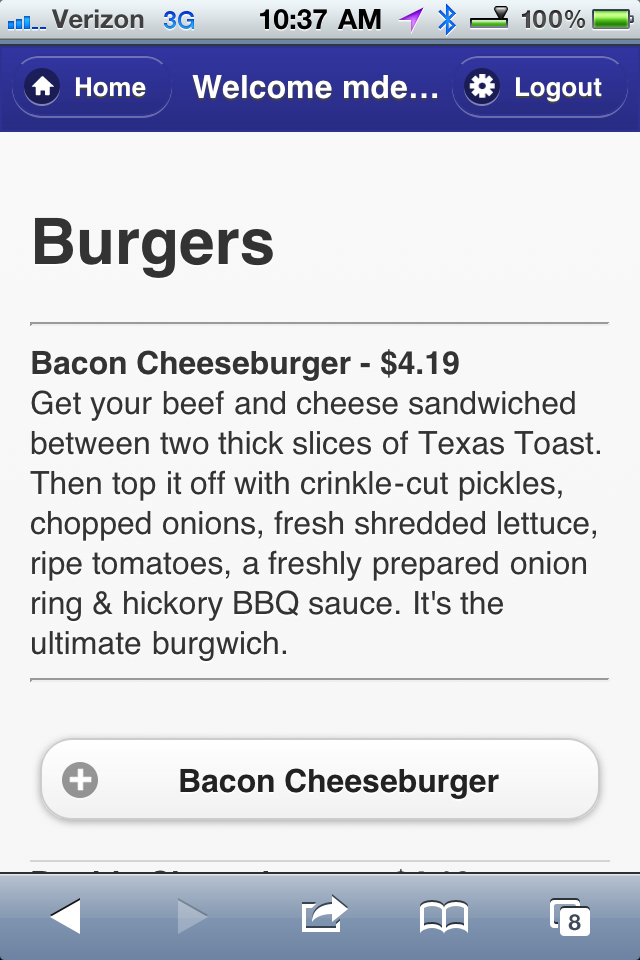 Verizon 3G 10:37 AM 100%
Home Welcome mde... Logout
Burgers
Bacon Cheeseburger - $4.19
Get your beef and cheese sandwiched
between two thick slices of Texas Toast.
Then top it off with crinkle-cut pickles,
chopped onions, fresh shredded lettuce,
ripe tomatoes, a freshly prepared onion
ring & hickory BBQ sauce. It's the
ultimate burgwich.
Bacon Cheeseburger
8